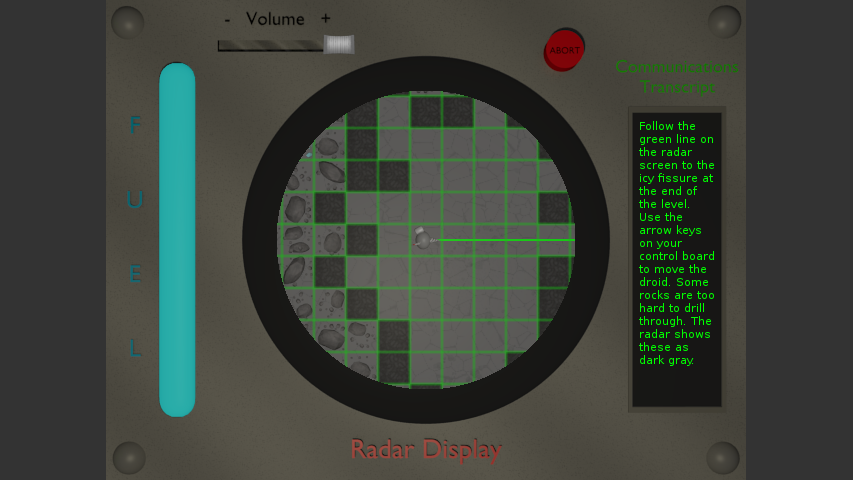 - Volume +
ABORT
Communications
Transcript
F
U
E
L
Follow the
green line on
the radar
screen to the
icy fissure at
the end of
the level.
Use the
arrow keys
on your
control board
to move the
droid. Some
rocks are too
hard to drill
through. The
radar shows
these as
dark gray.
Radar Display